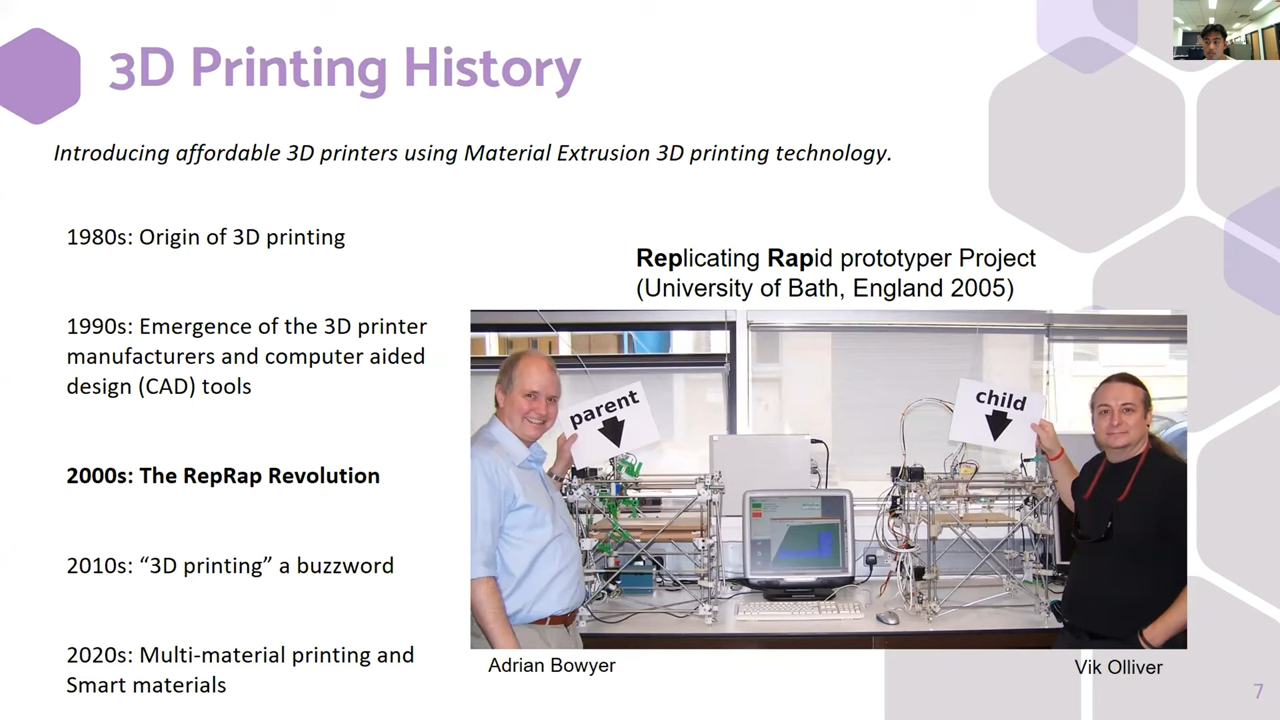 3D Printing History
Introducing affordable 3D printers using Material Extrusion 3D printing technology.
1980s: Origin of 3D printing
1990s: Emergence of the 3D printer
manufacturers and computer aided
design (CAD) tools
2000s: The RepRap Revolution
2010s: “3D printing” a buzzword
2020s: Multi-material printing and
Smart materials
Replicating Rapid prototyper Project
(University of Bath, England 2005)
parent
child
Adrian Bowyer
Vik Olliver
7